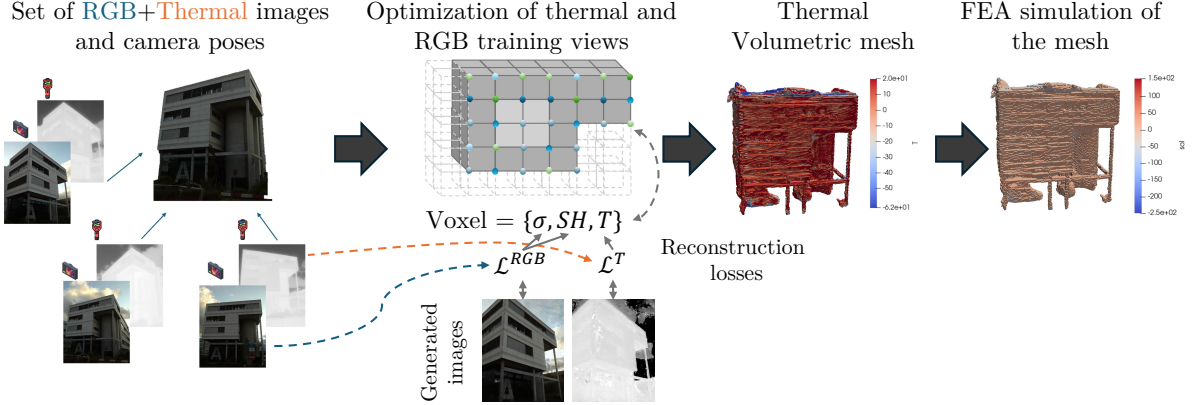 Set of RGB+Thermal images
and camera poses
Optimization of thermal and
RGB training views
Thermal
Volumetric mesh
FEA simulation of
the mesh
2.0e+01
10
0
-10
-20
-30
-40
-50
-6.2e+01
T
1.5e+02
100
50
0
-50
-100
-150
-200
-2.5e+02
sol
Voxel = {σ, SH, T}
ℒ^RGB
ℒ^T
Reconstruction
losses
Generated
images
A
A
A